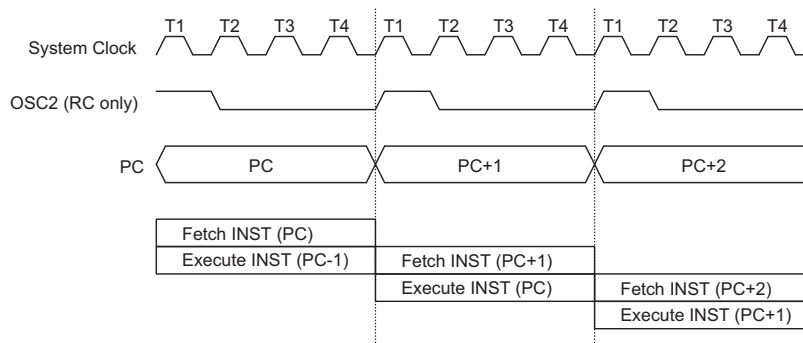 T1 T2 T3 T4 T1 T2 T3 T4 T1 T2 T3 T4
System Clock
OSC2 (RC only)
PC PC PC+1 PC+2
Fetch INST (PC)
Execute INST (PC-1) Fetch INST (PC+1)
Execute INST (PC) Fetch INST (PC+2)
Execute INST (PC+1)